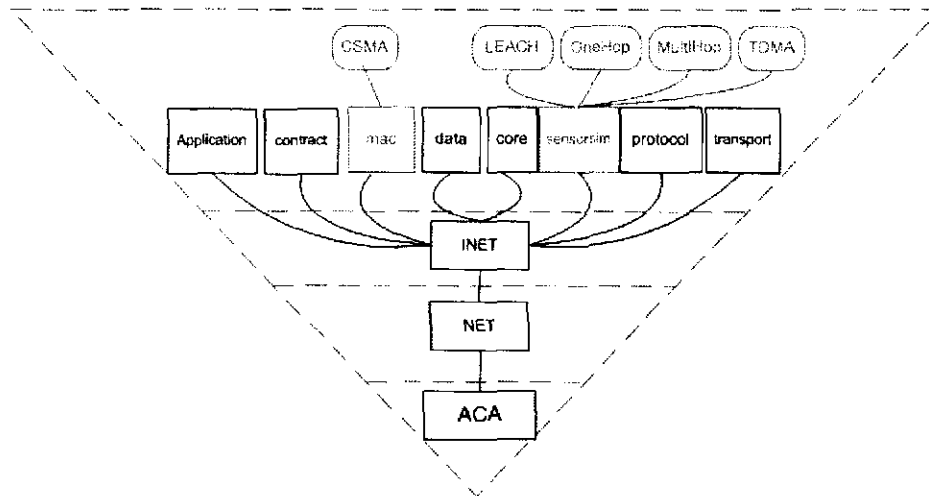 CSMA
LEACH
OneHop
MultiHop
TDMA
Application
contract
mac
data
core
sensorsim
protocol
transport
INET
NET
ACA